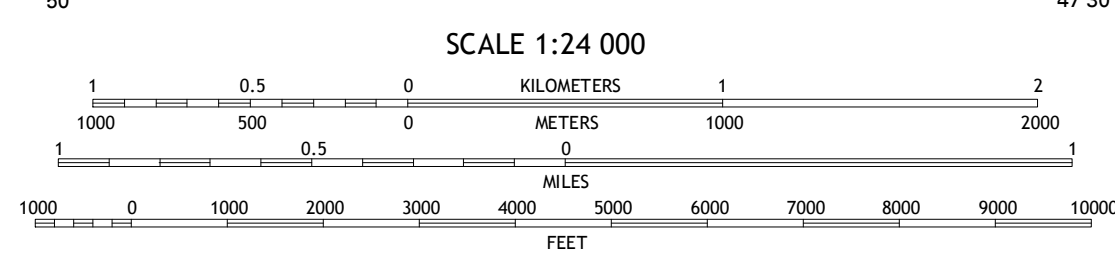 50 47'30
SCALE 1:24 000
1 0.5 0 KILOMETERS 1 2
1000 500 0 METERS 1000 2000
1 0.5 0 1
MILES
1000 0 1000 2000 3000 4000 5000 6000 7000 8000 9000 10000
FEET